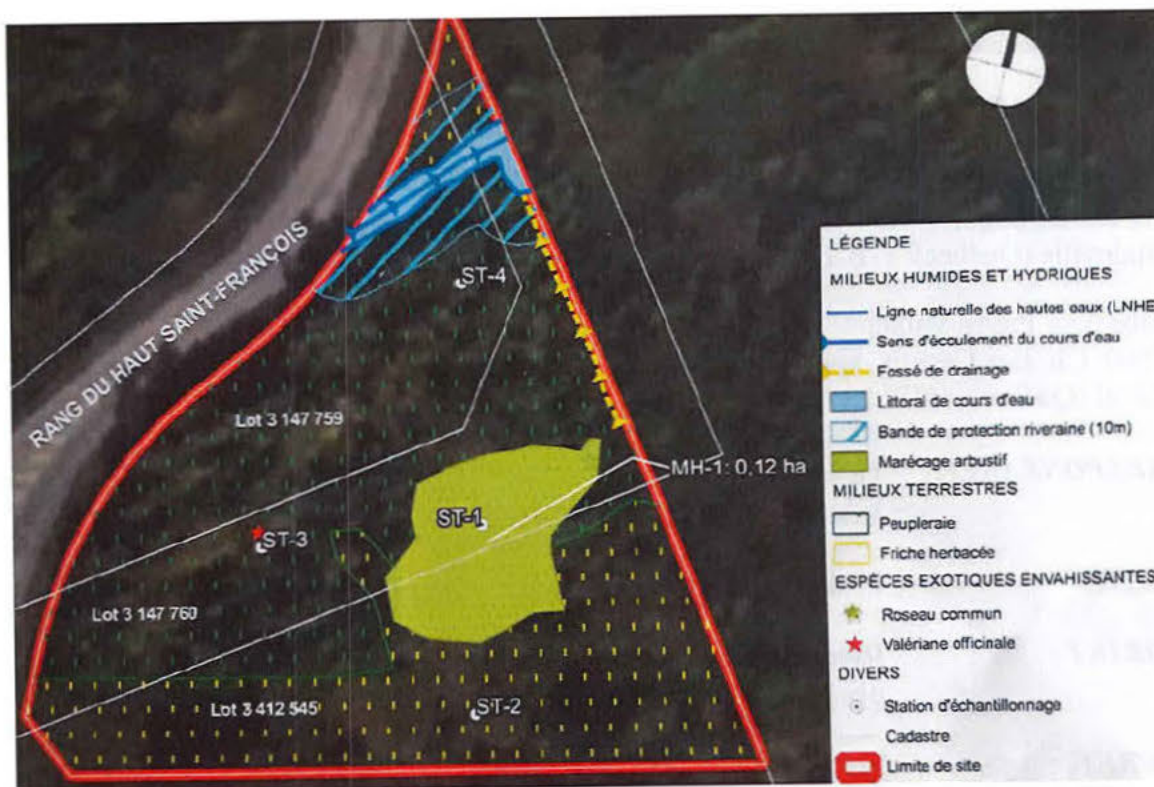 RANG DU HAUT SAINT-FRANÇOIS
ST-4
Lot 3 147 759
MH-1: 0,12 ha
ST-1
ST-3
Lot 3 147 760
Lot 3 412 545
ST-2
LÉGENDE
MILIEUX HUMIDES ET HYDRIQUES
Ligne naturelle des hautes eaux (LNHE
Sens d'écoulement du cours d'eau
Fossé de drainage
Littoral de cours d'eau
Bande de protection riveraine (10m)
Marécage arbustif
MILIEUX TERRESTRES
Peupleraie
Friche herbacée
ESPÈCES EXOTIQUES ENVAHISSANTES
Roseau commun
Valériane officinale
DIVERS
Station d'échantillonnage
Cadastre
Limite de site